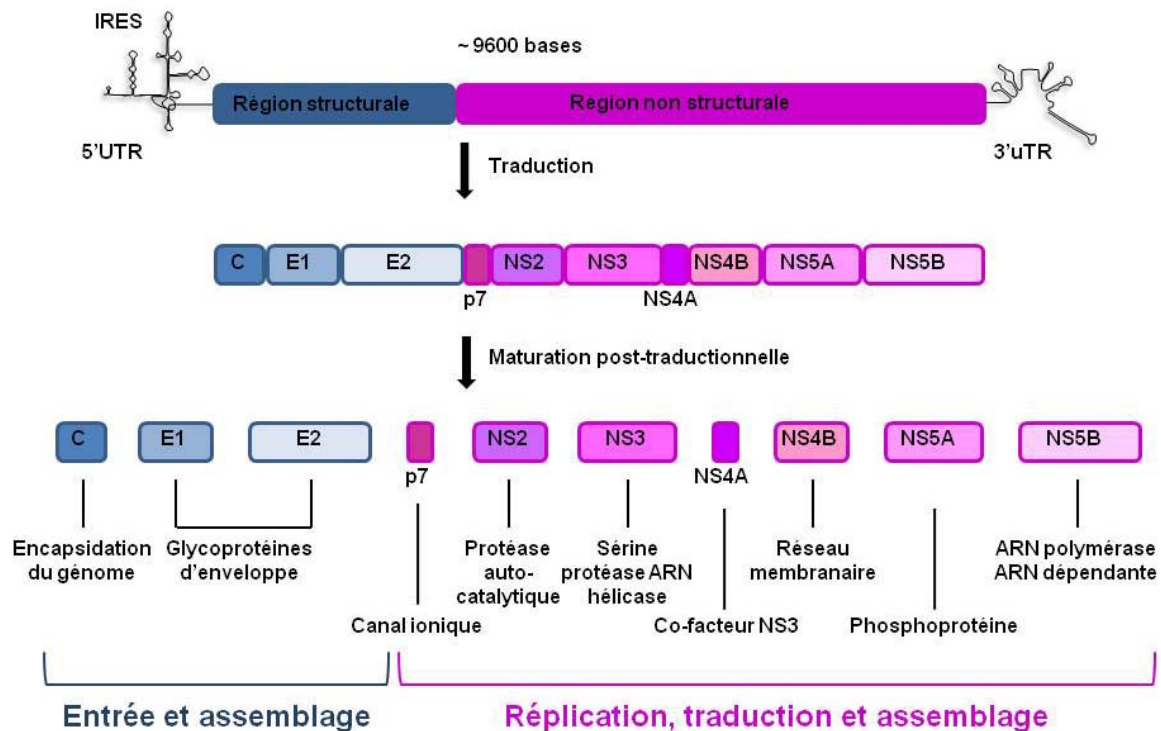 IRES
~ 9600 bases
Région structurale
Région non structurale
5’UTR
3’uTR
Traduction
C
E1
E2
p7
NS2
NS3
NS4A
NS4B
NS5A
NS5B
Maturation post-traductionnelle
C
E1
E2
p7
NS2
NS3
NS4A
NS4B
NS5A
NS5B
Encapsidation
du génome
Glycoprotéines
d’enveloppe
Canal ionique
Protéase
auto-
catalytique
Sérine
protéase ARN
hélicase
Co-facteur NS3
Réseau
membranaire
Phosphoprotéine
ARN polymérase
ARN dépendante
Entrée et assemblage
Réplication, traduction et assemblage